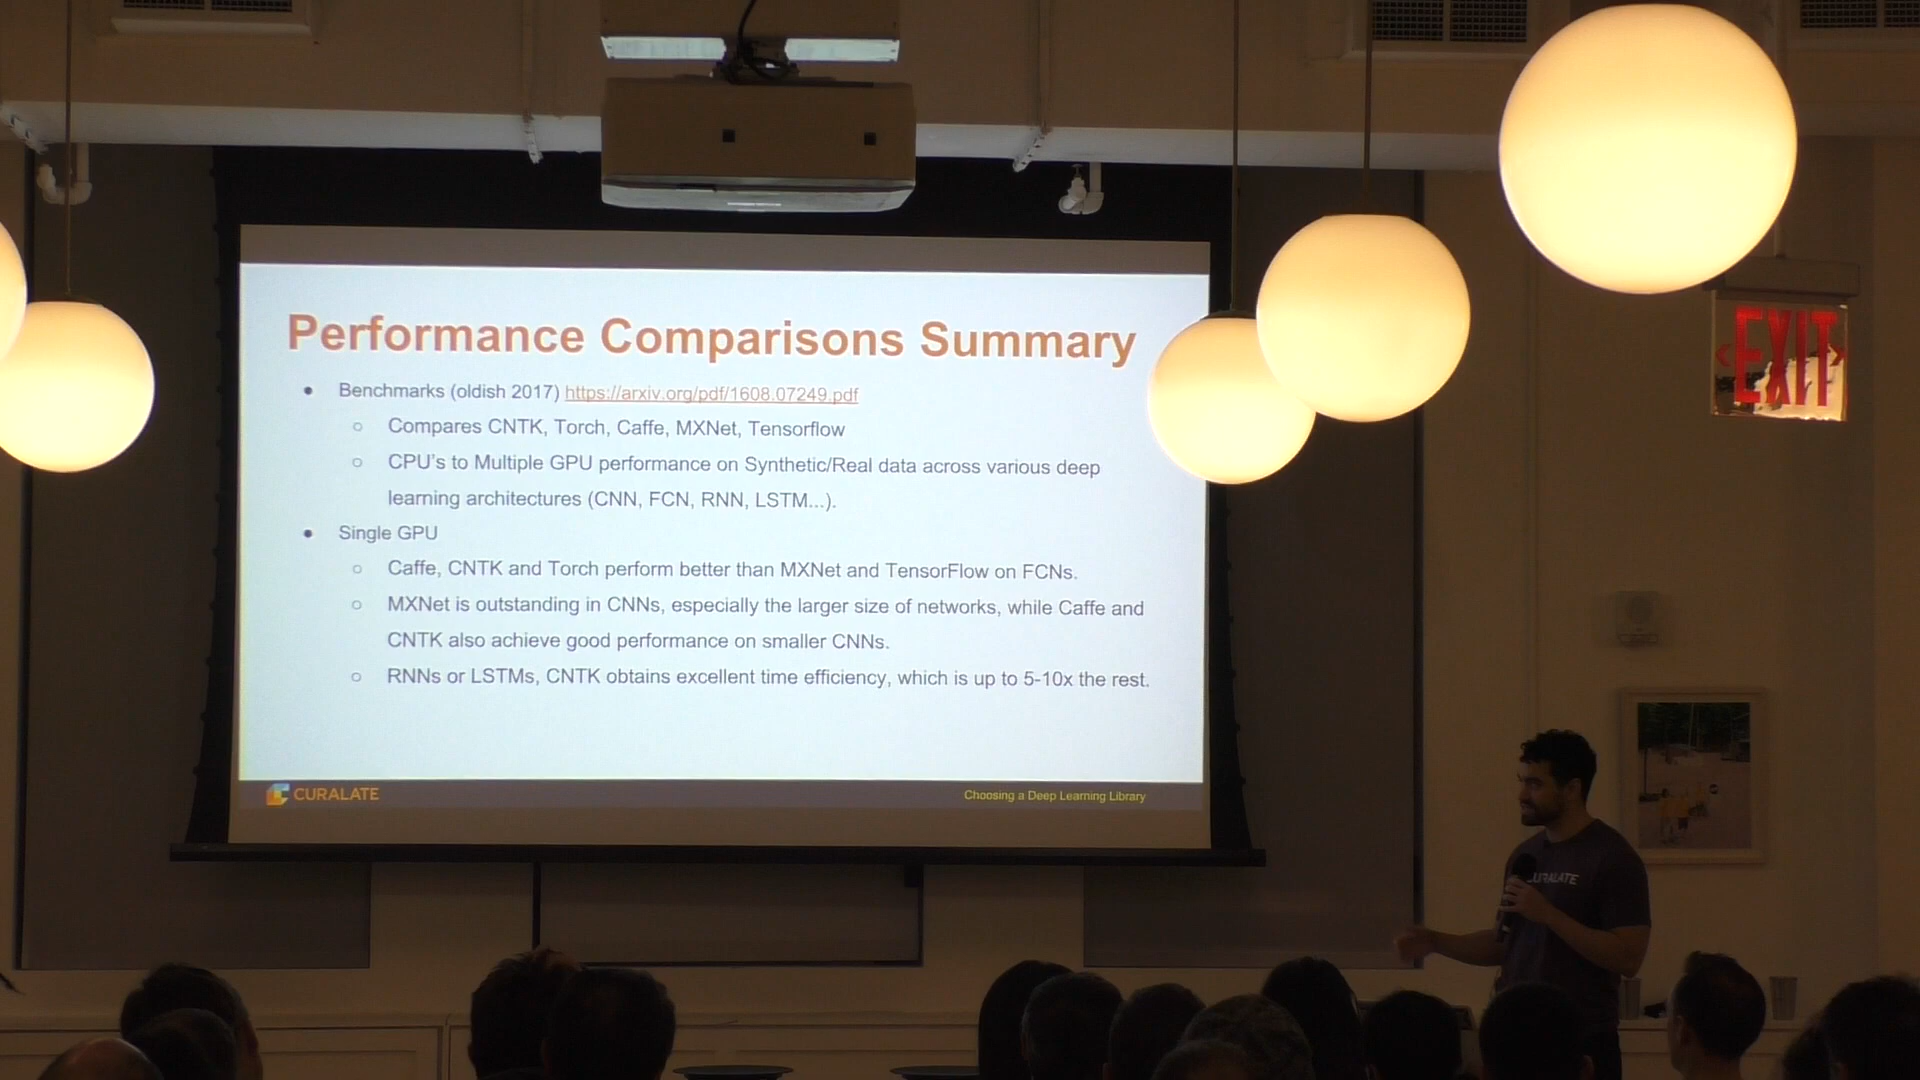 Performance Comparisons Summary
● Benchmarks (oldish 2017) https://arxiv.org/pdf/1608.07249.pdf
○ Compares CNTK, Torch, Caffe, MXNet, Tensorflow
○ CPU's to Multiple GPU performance on Synthetic/Real data across various deep
learning architectures (CNN, FCN, RNN, LSTM...).
● Single GPU
○ Caffe, CNTK and Torch perform better than MXNet and TensorFlow on FCNs.
○ MXNet is outstanding in CNNs, especially the larger size of networks, while Caffe and
CNTK also achieve good performance on smaller CNNs.
○ RNNs or LSTMs, CNTK obtains excellent time efficiency, which is up to 5-10x the rest.
CURALATE
Choosing a Deep Learning Library
EXIT
CURALATE